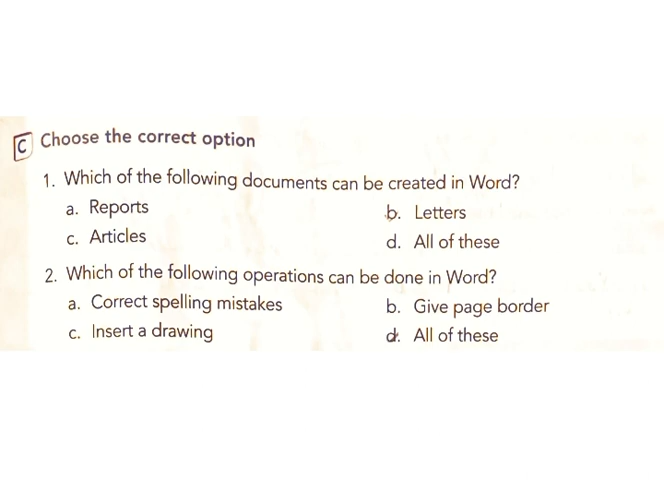 C Choose the correct option
1. Which of the following documents can be created in Word?
a. Reports b. Letters
c. Articles d. All of these
2. Which of the following operations can be done in Word?
a. Correct spelling mistakes b. Give page border
c. Insert a drawing d. All of these